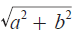 √a² + b²